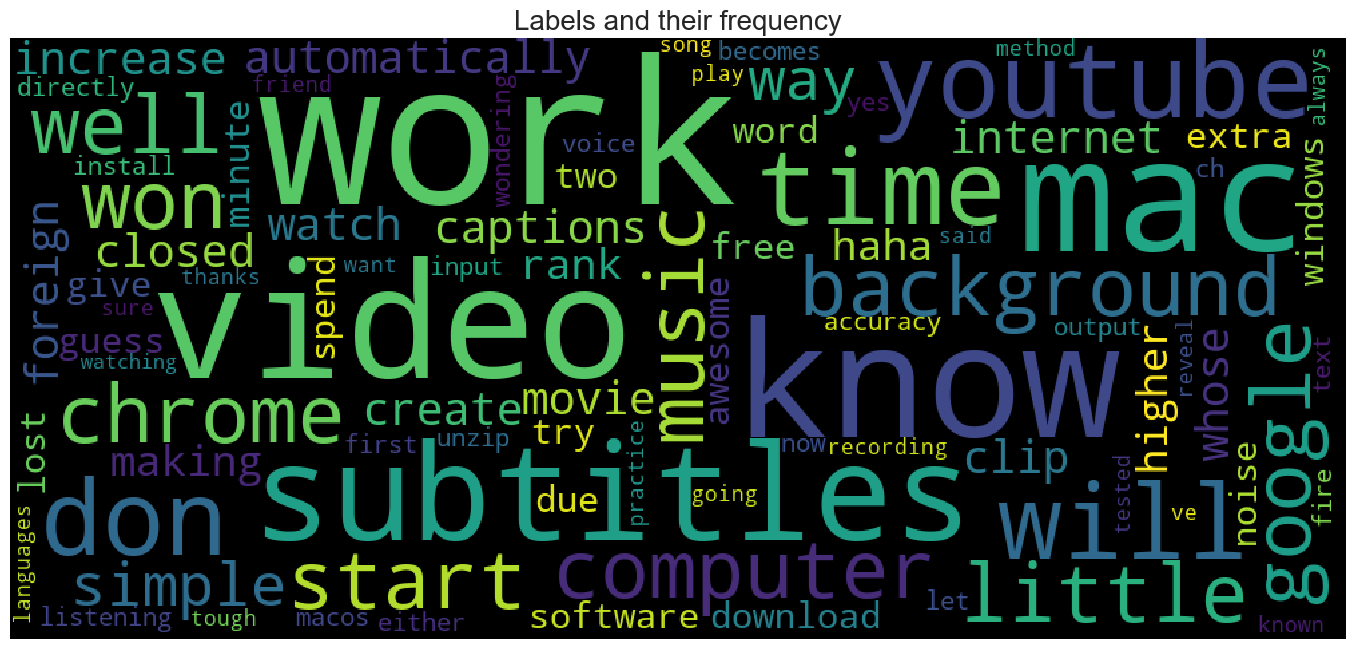 Labels and their frequency
increase automatically song becomes method
directly friend work play way youtube always
well minute wondering voice word yes internet extra
install two time mac ch windows
won watch captions music free haha said
foreign closed video want input rank background
give thanks spend awesome accuracy output
sure guess watching know higher reveal whose google text
chrome create movie
lost making first unzip try now recording clip noise
don subtitles practice due going will tested ve fire
languages simple start computer little
listening tough macos either software download let known